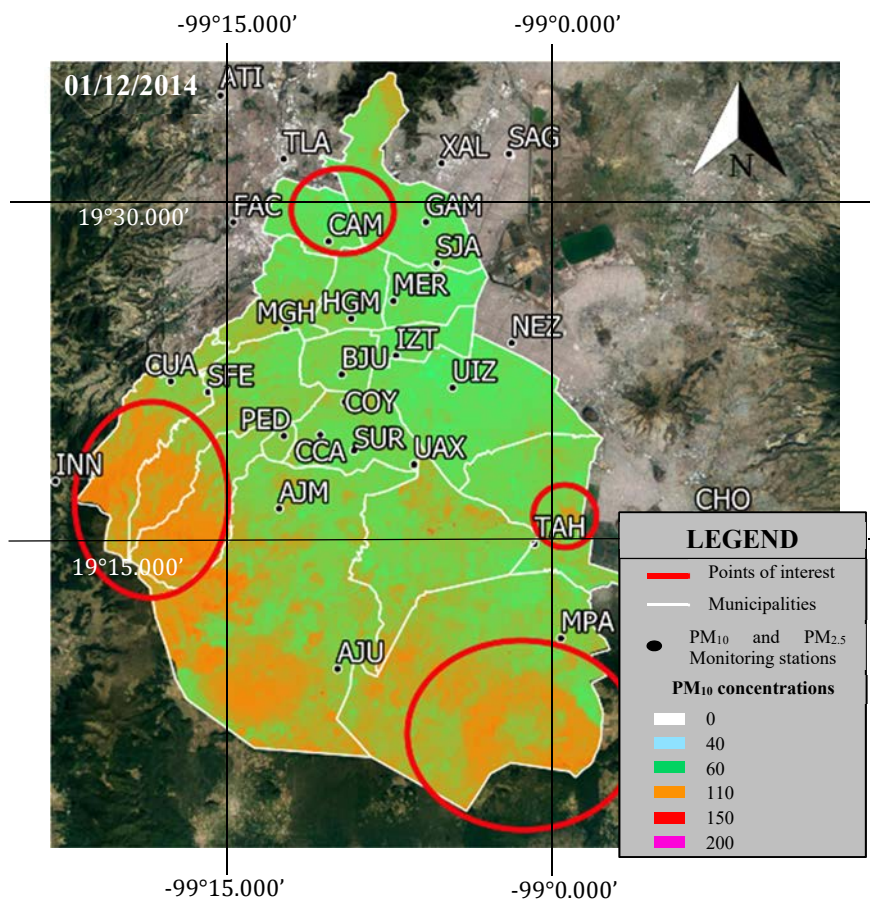 -99°15.000’ -99°0.000’
01/12/2014
ATI
TLA
XAL
SAG
N
19°30.000’
FAC
CAM
GAM
SJA
MER
HGM
MGH
IZT
NEZ
BJU
UIZ
CUA
SFE
COY
PED
CCA
SUR
UAX
INN
AJM
CHO
TAH
19°15.000’
MPA
AJU
LEGEND
Points of interest
Municipalities
PM10 and PM2.5
Monitoring stations
PM10 concentrations
0
40
60
110
150
200
-99°15.000’ -99°0.000’